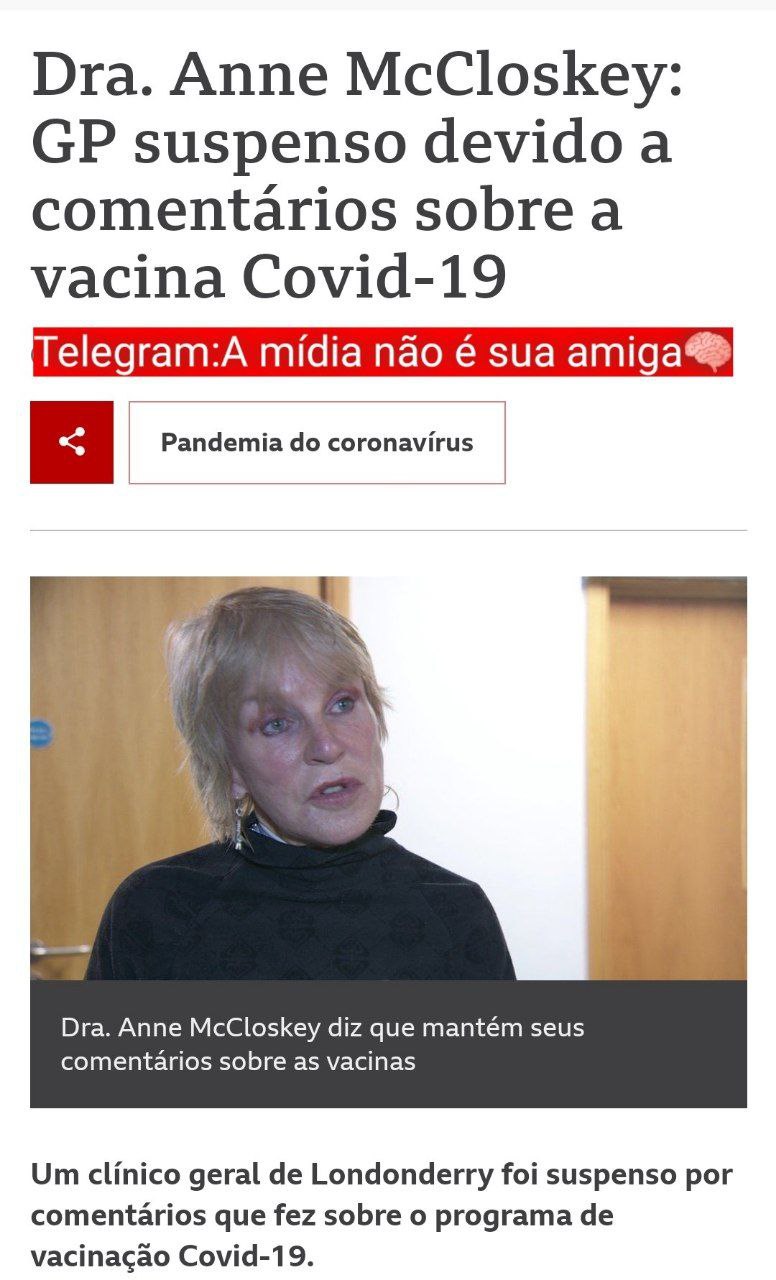 Dra. Anne McCloskey:
GP suspenso devido a
comentários sobre a
vacina Covid-19
Telegram:A mídia não é sua amiga🧠
Pandemia do coronavírus
Dra. Anne McCloskey diz que mantém seus
comentários sobre as vacinas
Um clínico geral de Londonderry foi suspenso por
comentários que fez sobre o programa de
vacinação Covid-19.